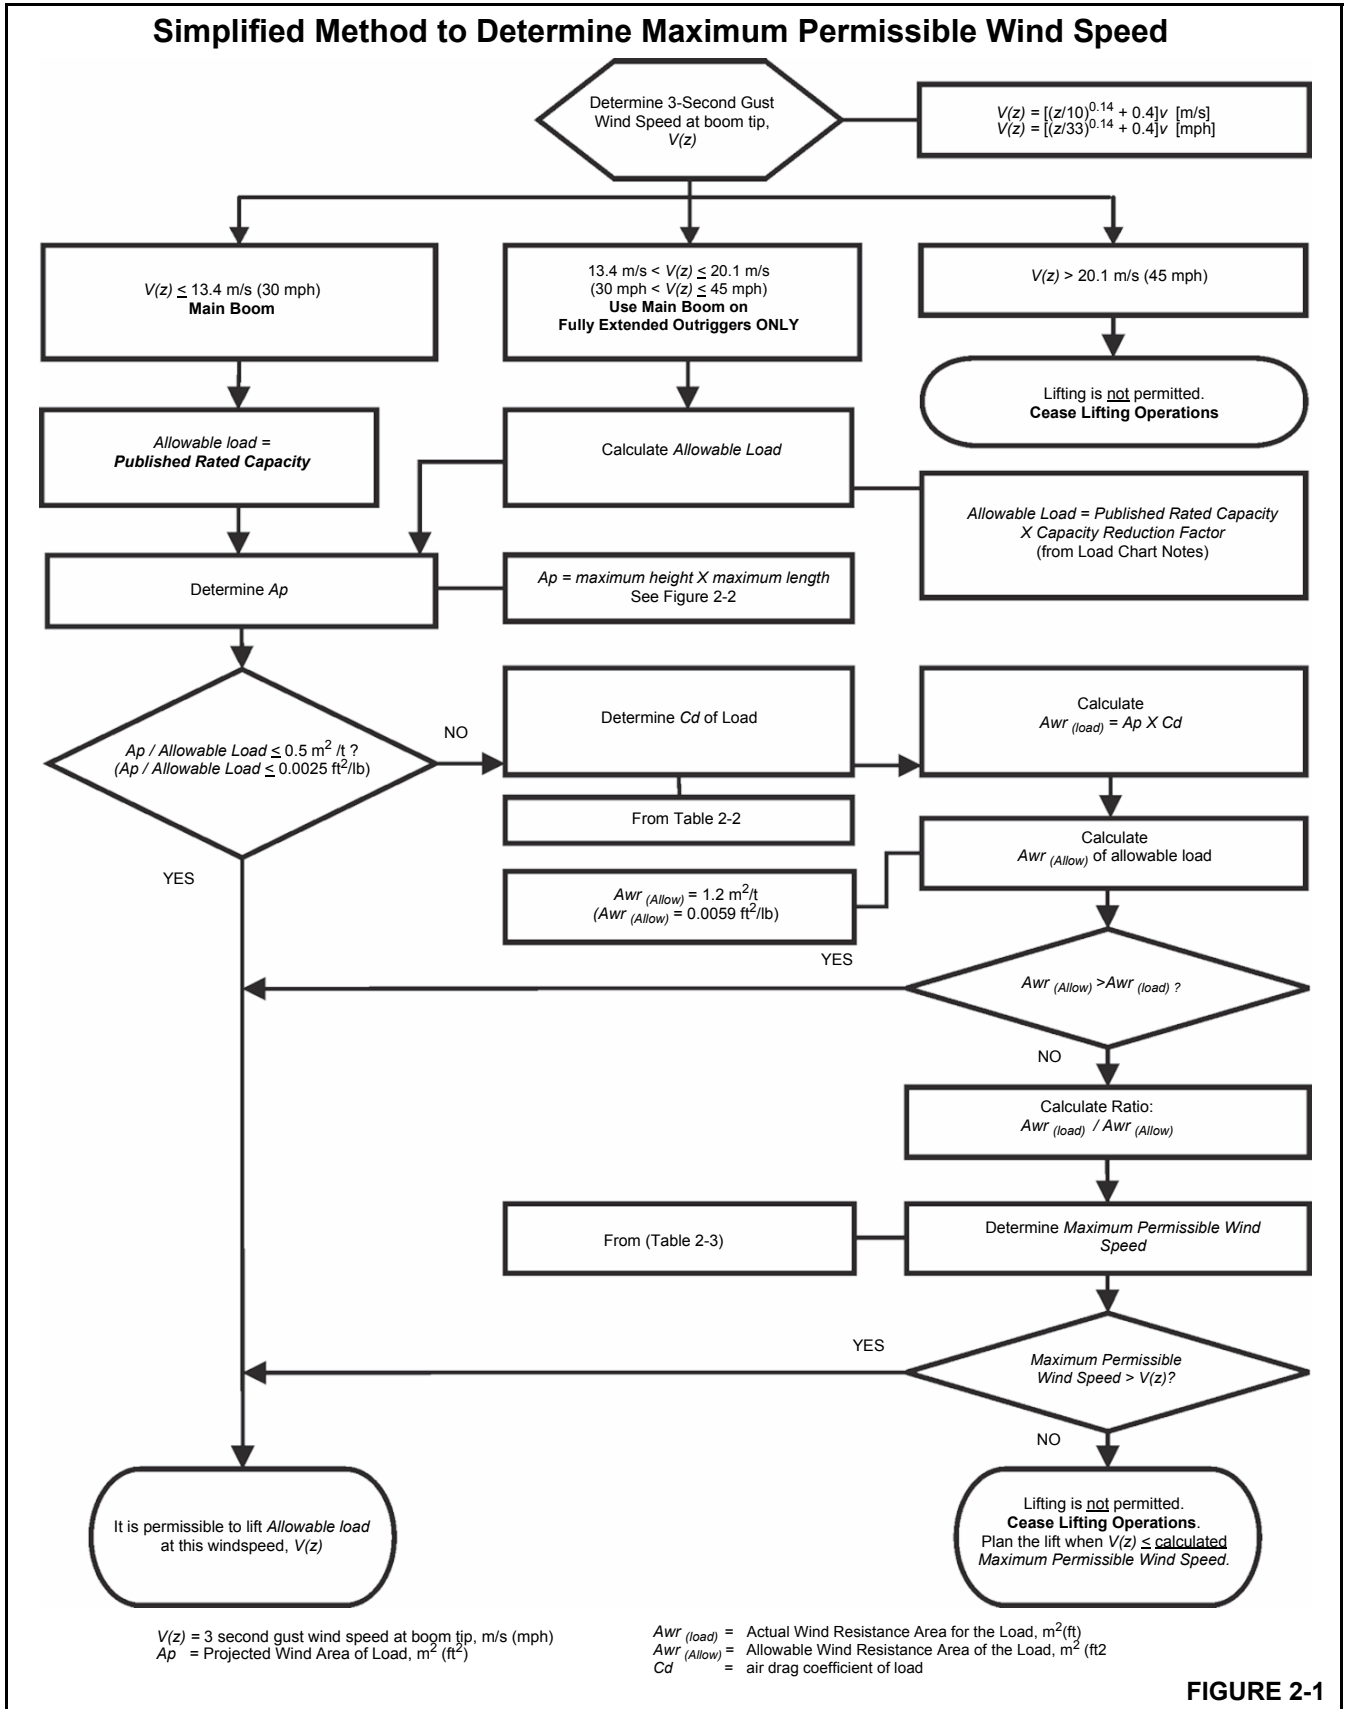 Simplified Method to Determine Maximum Permissible Wind Speed
Determine 3-Second Gust
Wind Speed at boom tip,
V(z)
V(z) = [(z/10)^0.14 + 0.4]v [m/s]
V(z) = [(z/33)^0.14 + 0.4]v [mph]
V(z) ≤ 13.4 m/s (30 mph)
Main Boom
13.4 m/s < V(z) ≤ 20.1 m/s
(30 mph < V(z) ≤ 45 mph)
Use Main Boom on
Fully Extended Outriggers ONLY
V(z) > 20.1 m/s (45 mph)
Lifting is not permitted.
Cease Lifting Operations
Allowable load =
Published Rated Capacity
Calculate Allowable Load
Allowable Load = Published Rated Capacity
X Capacity Reduction Factor
(from Load Chart Notes)
Determine Ap
Ap = maximum height X maximum length
See Figure 2-2
Ap / Allowable Load ≤ 0.5 m² /t ?
(Ap / Allowable Load ≤ 0.0025 ft²/lb)
NO
Determine Cd of Load
Calculate
Awr (load) = Ap X Cd
From Table 2-2
Calculate
Awr (Allow) of allowable load
YES
Awr (Allow) = 1.2 m²/t
(Awr (Allow) = 0.0059 ft²/lb)
YES
Awr (Allow) >Awr (load) ?
NO
Calculate Ratio:
Awr (load) / Awr (Allow)
From (Table 2-3)
Determine Maximum Permissible Wind
Speed
YES
Maximum Permissible
Wind Speed > V(z)?
NO
It is permissible to lift Allowable load
at this windspeed, V(z)
Lifting is not permitted.
Cease Lifting Operations.
Plan the lift when V(z) ≤ calculated
Maximum Permissible Wind Speed.
V(z) = 3 second gust wind speed at boom tip, m/s (mph)
Ap = Projected Wind Area of Load, m² (ft²)
Awr (load) = Actual Wind Resistance Area for the Load, m²(ft)
Awr (Allow) = Allowable Wind Resistance Area of the Load, m² (ft2
Cd = air drag coefficient of load
FIGURE 2-1